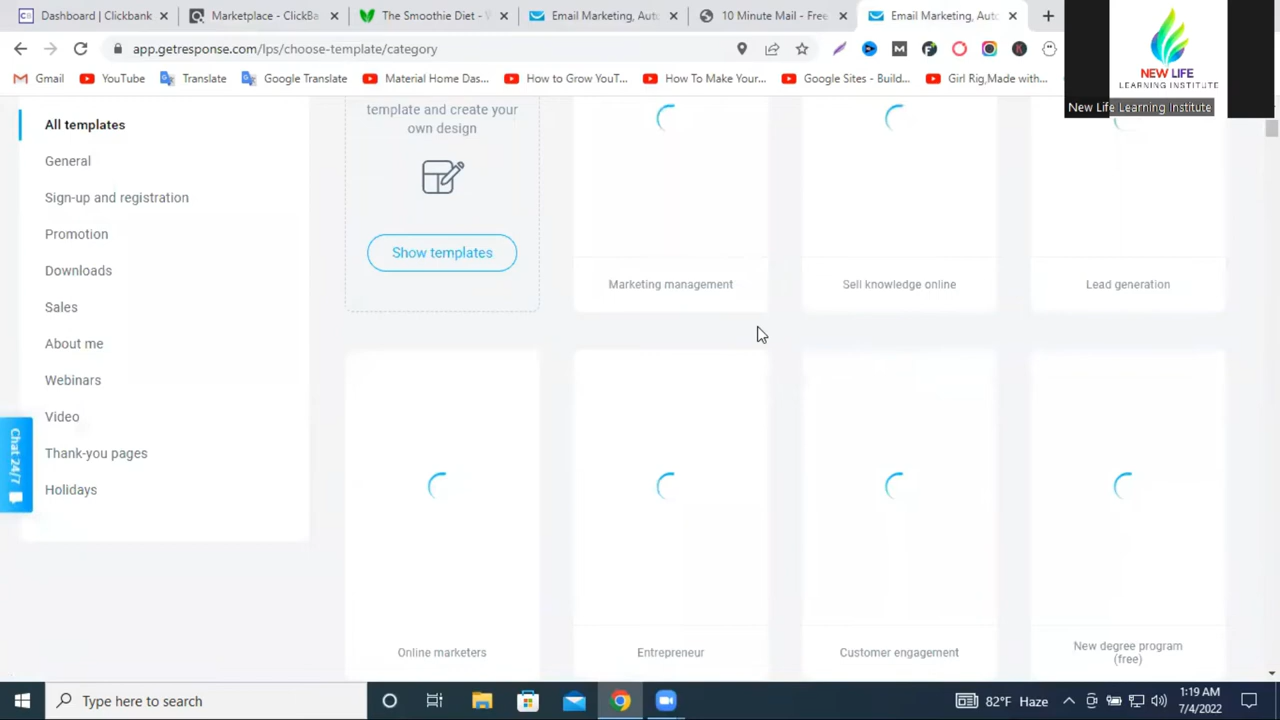 Dashboard | Clickbank
Marketplace - ClickBa
The Smoothie Diet - 
Email Marketing, Auto
10 Minute Mail - Free
Email Marketing, Aut
app.getresponse.com/lps/choose-template/category
Gmail
YouTube
Translate
Google Translate
Material Home Das...
How to Grow YouT...
How To Make Your...
Google Sites - Build...
Girl Rig,Made with...
NEW LIFE
LEARNING INSTITUTE
New Life Learning Institute
All templates
General
Sign-up and registration
Promotion
Downloads
Sales
About me
Webinars
Video
Thank-you pages
Holidays
Chat 24/7
template and create your
own design
Show templates
Marketing management
Sell knowledge online
Lead generation
Online marketers
Entrepreneur
Customer engagement
New degree program
(free)
Type here to search
82°F Haze
1:19 AM
7/4/2022